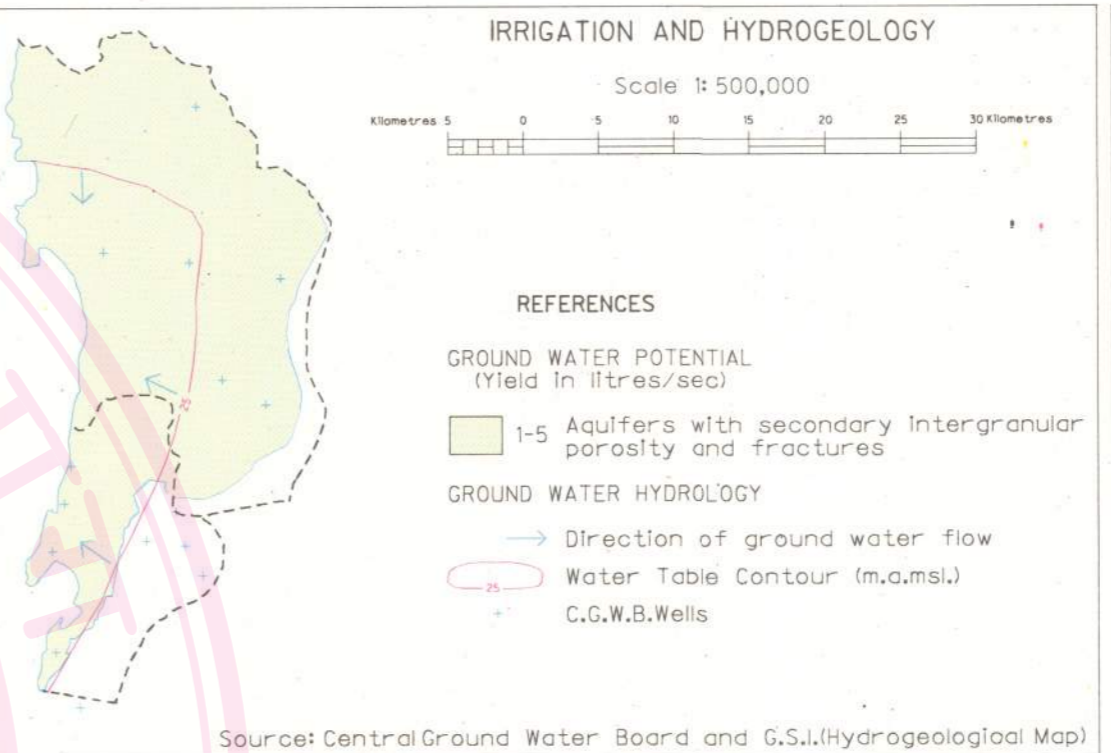 IRRIGATION AND HYDROGEOLOGY
Scale 1: 500,000
Kilometres 5 0 5 10 15 20 25 30 Kilometres
REFERENCES
GROUND WATER POTENTIAL
(Yield in litres/sec)
1-5 Aquifers with secondary intergranular
porosity and fractures
GROUND WATER HYDROLOGY
Direction of ground water flow
25 Water Table Contour (m.a.msl.)
C.G.W.B.Wells
25
Source: Central Ground Water Board and G.S.I.(Hydrogeological Map)